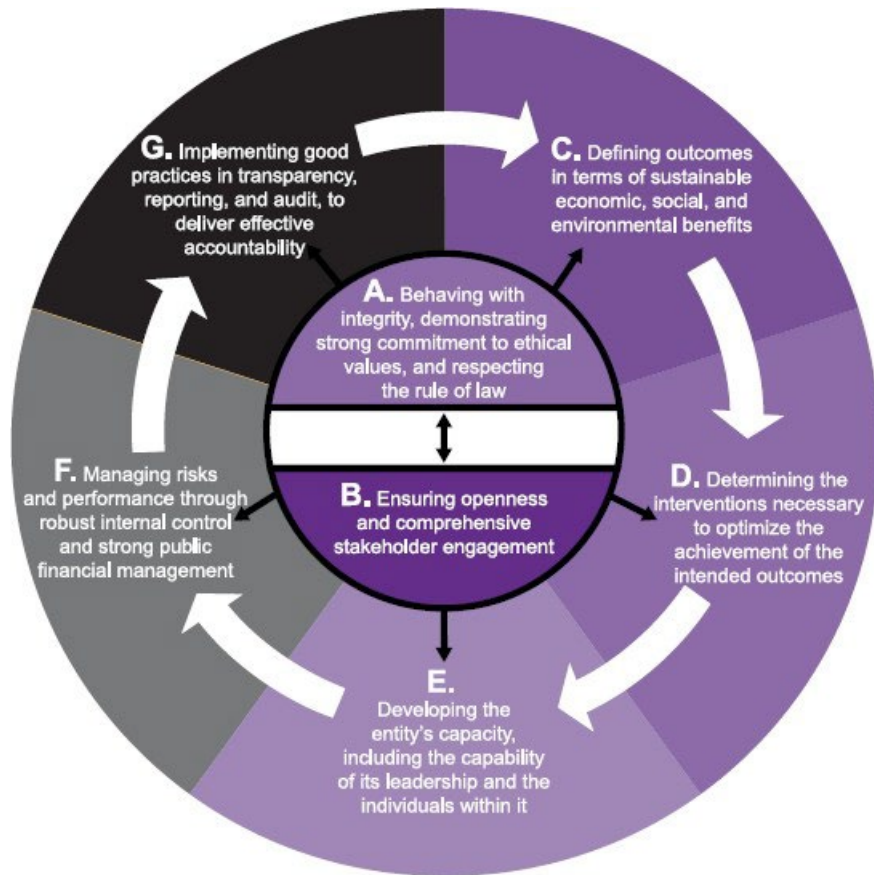 G. Implementing good
practices in transparency,
reporting, and audit, to
deliver effective
accountability
C. Defining outcomes
in terms of sustainable
economic, social, and
environmental benefits
A. Behaving with
integrity, demonstrating
strong commitment to ethical
values, and respecting
the rule of law
B. Ensuring openness
and comprehensive
stakeholder engagement
F. Managing risks
and performance through
robust internal control
and strong public
financial management
D. Determining the
interventions necessary
to optimize the
achievement of the
intended outcomes
E.
Developing the
entity's capacity,
including the capability
of its leadership and the
individuals within it